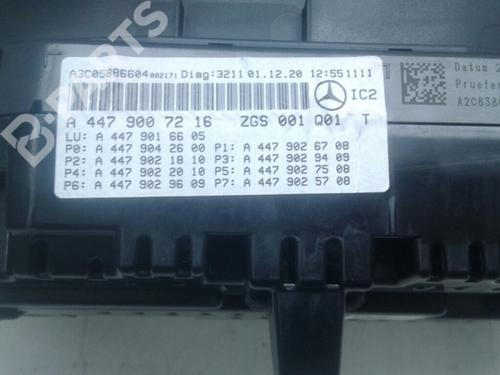 A3C05086604002171 Diag:3211 01.12.20 12:551111
IC2
A 447 900 72 16 ZGS 001 Q01 T
LU: A 447 901 66 05
P0: A 447 904 26 00 P1: A 447 902 67 08
P2: A 447 902 18 10 P3: A 447 902 94 09
P4: A 447 902 20 10 P5: A 447 902 75 08
P6: A 447 902 96 09 P7: A 447 902 57 08
Datum
T